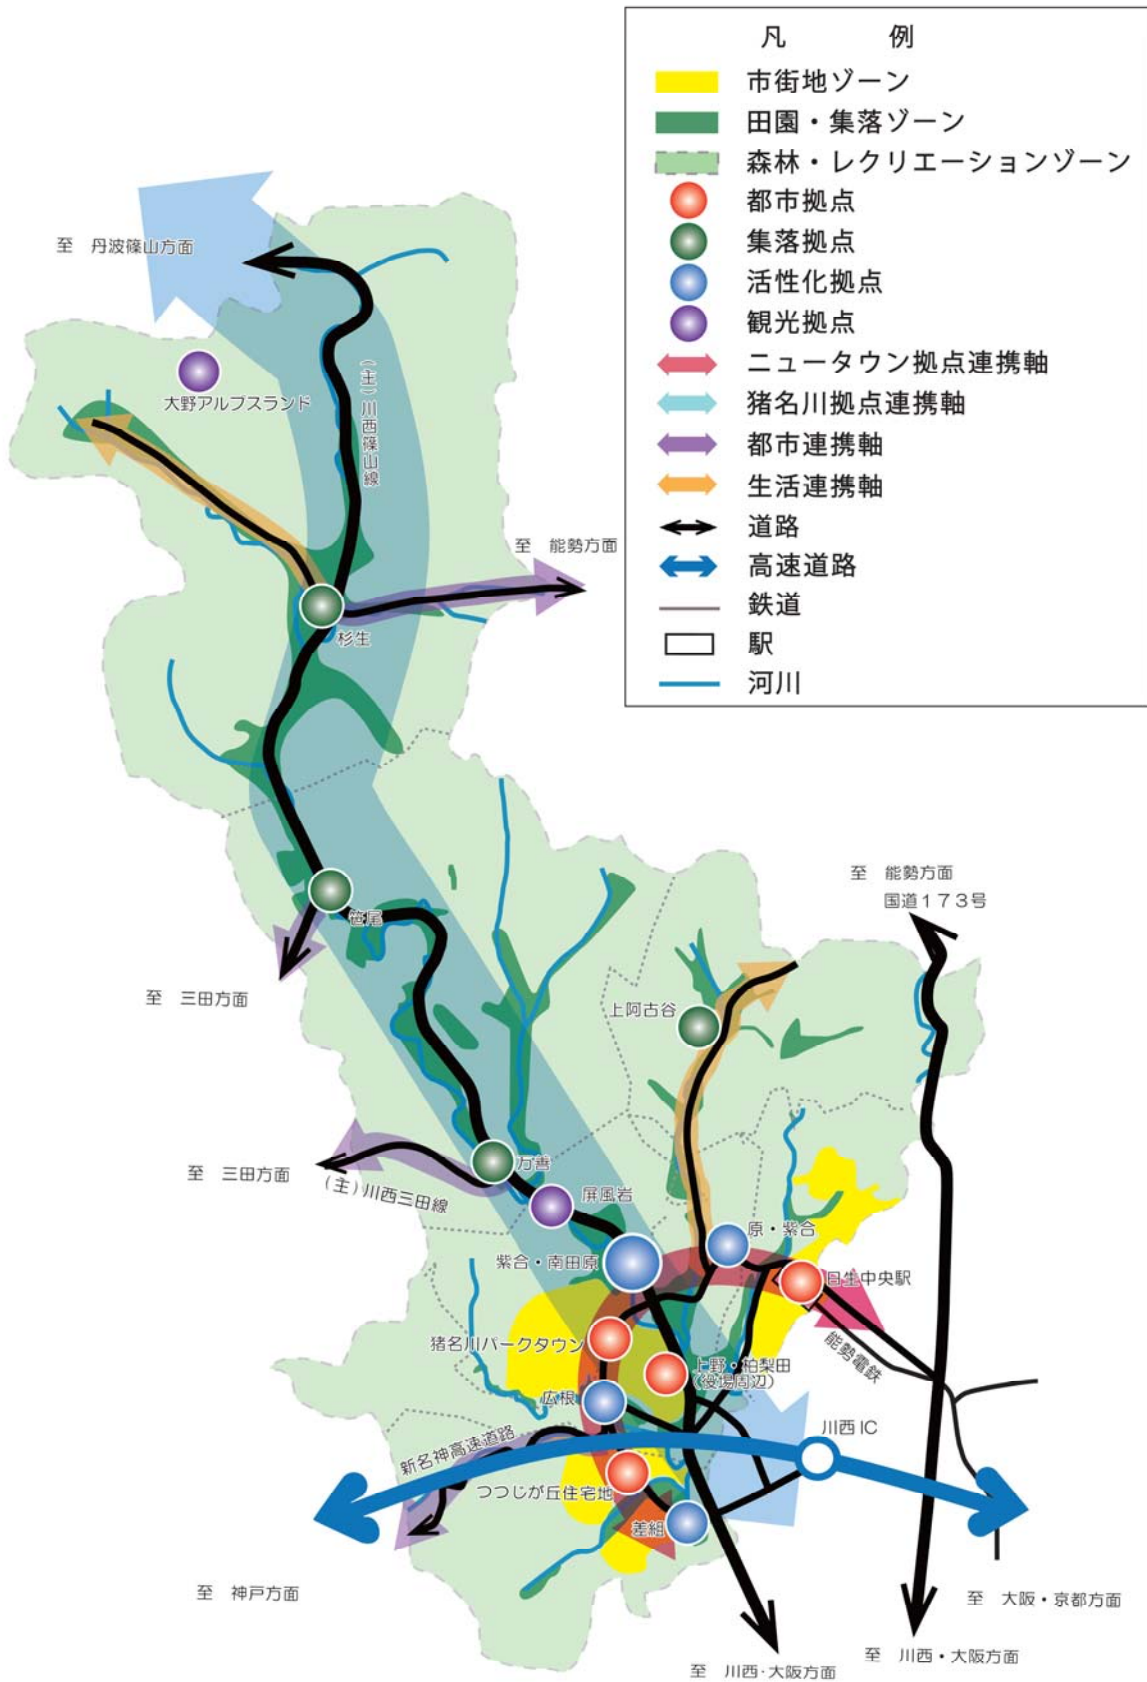 凡　例
市街地ゾーン
田園・集落ゾーン
森林・レクリエーションゾーン
都市拠点
集落拠点
活性化拠点
観光拠点
ニュータウン拠点連携軸
猪名川拠点連携軸
都市連携軸
生活連携軸
道路
高速道路
鉄道
駅
河川
至　丹波篠山方面
大野アルプスランド
(主)川西篠山線
至　能勢方面
杉生
至　能勢方面
国道173号
笹尾
至　三田方面
上阿古谷
万善
至　三田方面
(主)川西三田線
屏風岩
原・紫合
紫合・南田原
日生中央駅
猪名川パークタウン
能勢電鉄
上野・柏梨田
(役場周辺)
広根
川西IC
新名神高速道路
つつじが丘住宅地
差組
至　神戸方面
至　大阪・京都方面
至　川西・大阪方面
至　川西・大阪方面